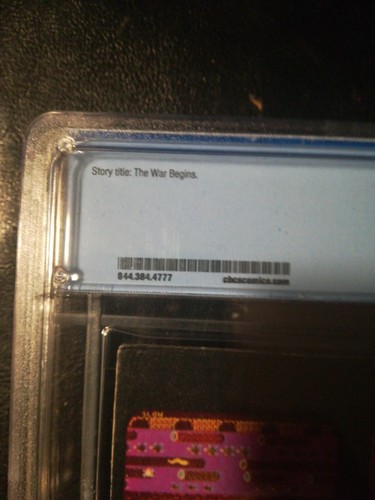 Story title: The War Begins.
844.384.4777 cbcscomics.com